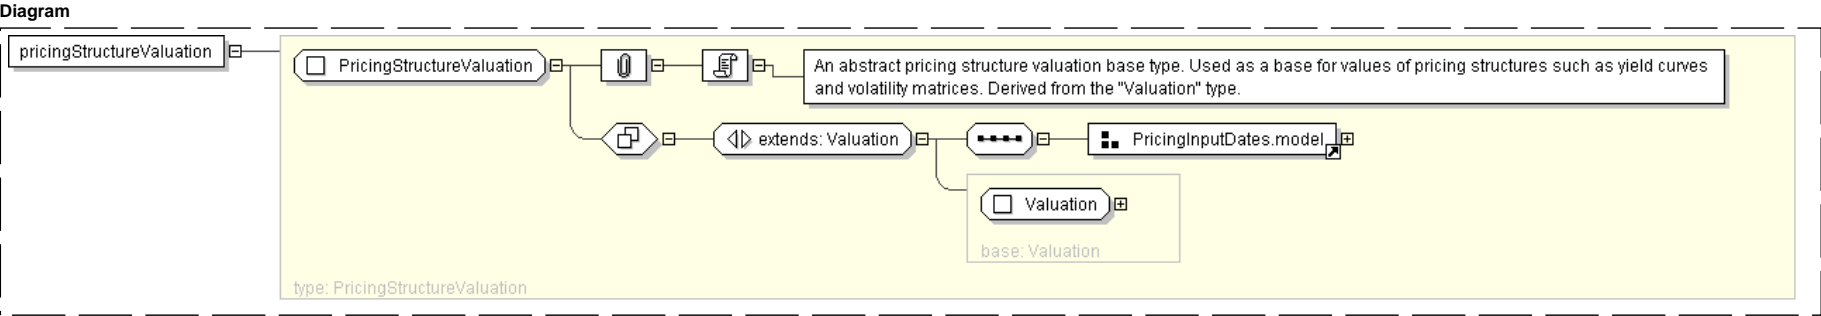 Diagram
pricingStructureValuation
PricingStructureValuation
An abstract pricing structure valuation base type. Used as a base for values of pricing structures such as yield curves
and volatility matrices. Derived from the "Valuation" type.
extends: Valuation
PricingInputDates.model
Valuation
base: Valuation
type: PricingStructureValuation